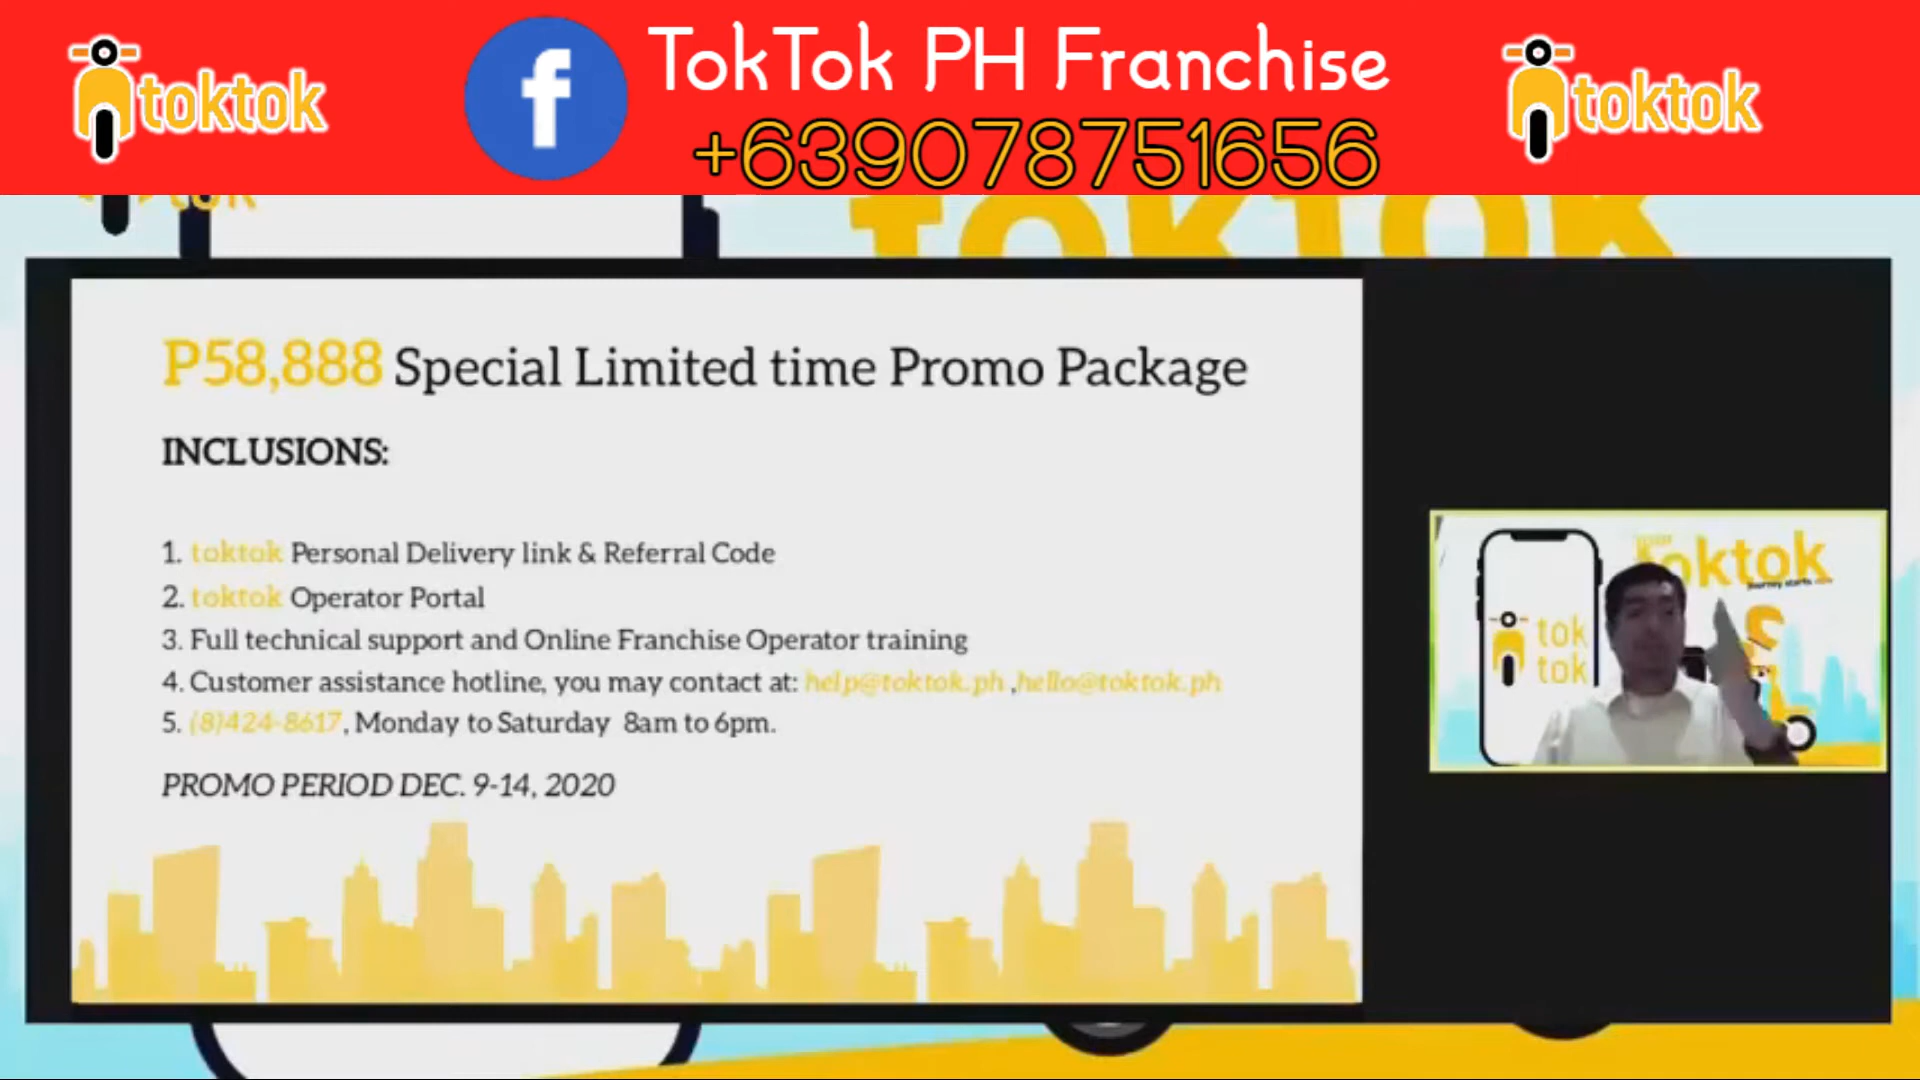 toktok
f
TokTok PH Franchise
toktok
+639078751656
tok
toktok
P58,888 Special Limited time Promo Package
INCLUSIONS:
1. toktok Personal Delivery link & Referral Code
2. toktok Operator Portal
3. Full technical support and Online Franchise Operator training
4. Customer assistance hotline, you may contact at: help@toktok.ph ,hello@toktok.ph
5. (8)424-8617, Monday to Saturday 8am to 6pm.
PROMO PERIOD DEC. 9-14, 2020
toktok
tok
tok